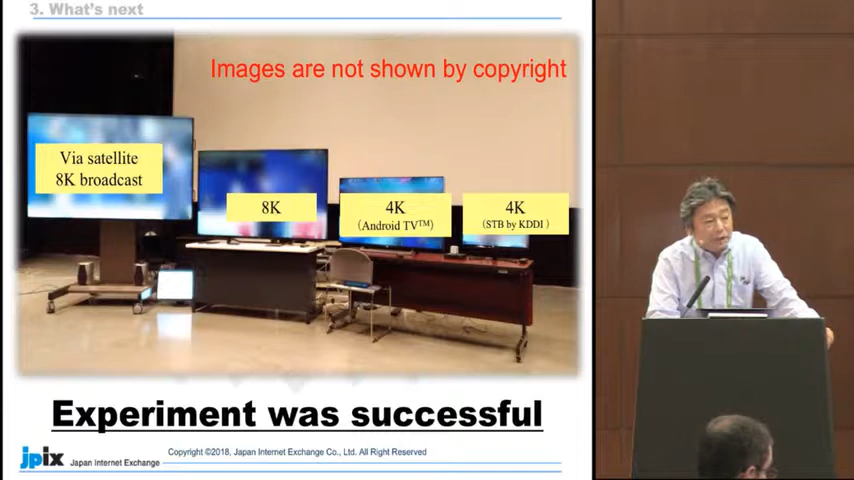 3. What's next
Images are not shown by copyright
Via satellite
8K broadcast
8K
4K
(Android TV™)
4K
(STB by KDDI)
Experiment was successful
jpix Japan Internet Exchange
Copyright ©2018, Japan Internet Exchange Co., Ltd. All Right Reserved